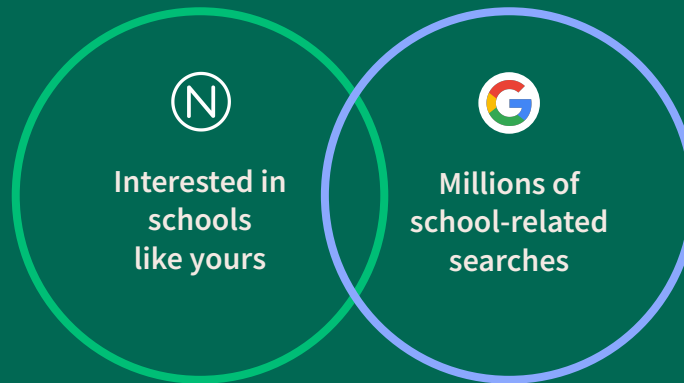 N
Interested in
schools
like yours
G
Millions of
school-related
searches